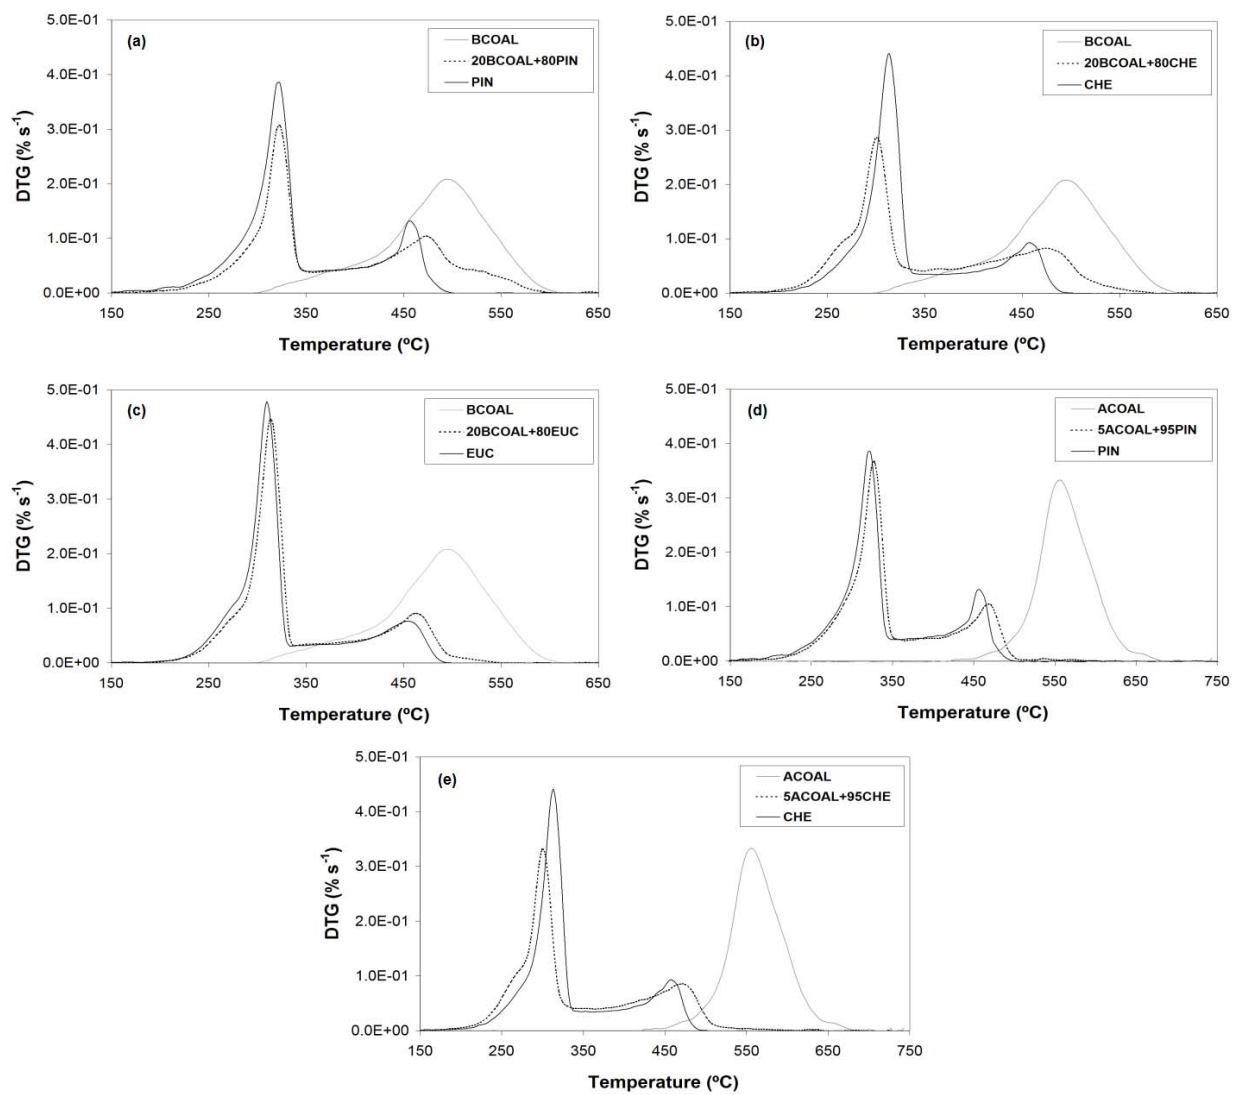 (a)
BCOAL
20BCOAL+80PIN
PIN
5.0E-01
4.0E-01
3.0E-01
2.0E-01
1.0E-01
0.0E+00
DTG (% s-1)
150 250 350 450 550 650
Temperature (ºC)
(b)
BCOAL
20BCOAL+80CHE
CHE
5.0E-01
4.0E-01
3.0E-01
2.0E-01
1.0E-01
0.0E+00
DTG (% s-1)
150 250 350 450 550 650
Temperature (ºC)
(c)
BCOAL
20BCOAL+80EUC
EUC
5.0E-01
4.0E-01
3.0E-01
2.0E-01
1.0E-01
0.0E+00
DTG (% s-1)
150 250 350 450 550 650
Temperature (ºC)
(d)
ACOAL
5ACOAL+95PIN
PIN
5.0E-01
4.0E-01
3.0E-01
2.0E-01
1.0E-01
0.0E+00
DTG (% s-1)
150 250 350 450 550 650 750
Temperature (ºC)
(e)
ACOAL
5ACOAL+95CHE
CHE
5.0E-01
4.0E-01
3.0E-01
2.0E-01
1.0E-01
0.0E+00
DTG (% s-1)
150 250 350 450 550 650 750
Temperature (ºC)